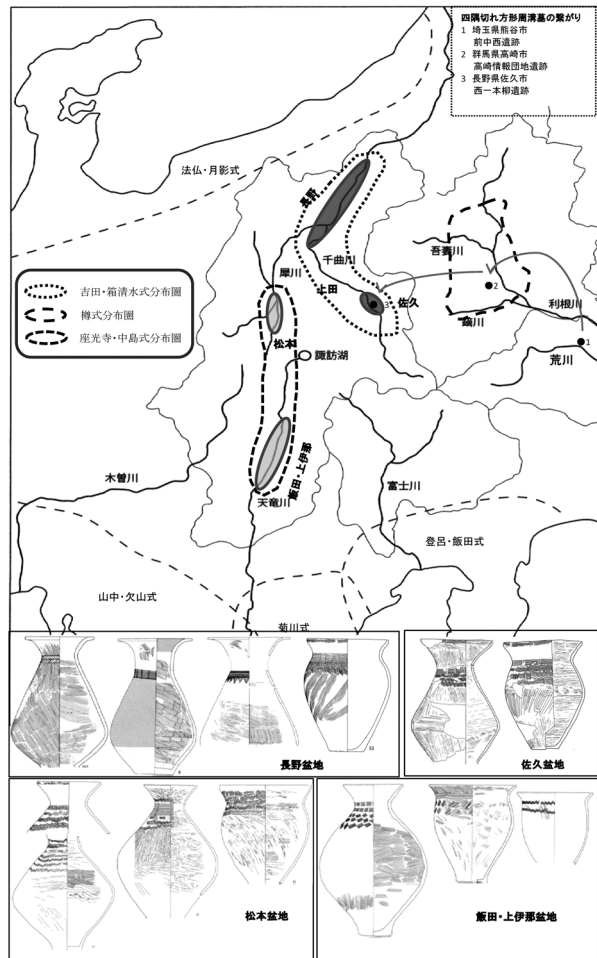 四隅切れ方形周溝墓の繋がり
1 埼玉県熊谷市
前中西遺跡
2 群馬県高崎市
高崎情報団地遺跡
3 長野県佐久市
西一本柳遺跡
法仏・月影式
長野
吾妻川
犀川
千曲川
上田
3
佐久
2
利根川
鏑川
1
荒川
吉田・箱清水式分布圏
樽式分布圏
座光寺・中島式分布圏
松本
諏訪湖
飯田・上伊那
木曽川
天竜川
富士川
登呂・飯田式
山中・欠山式
菊川式
長野盆地
佐久盆地
松本盆地
飯田・上伊那盆地